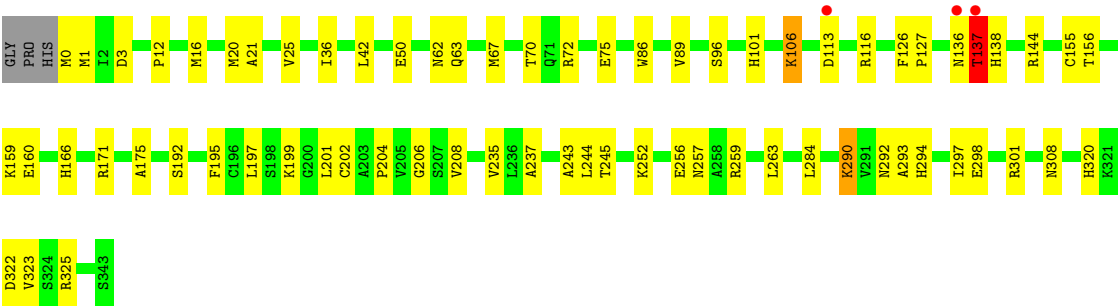 GLY PRO HIS M0 M1 I2 D3 P12 M16 M20 A21 V25 I36 L42 E50 N62 Q63 M67 T70 Q71 R72 E75 W86 V89 S96 H101 K106 D113 R116 F126 P127 N136 T137 H138 R144 C155 T156
K159 E160 H166 R171 A175 S192 F195 C196 L197 S198 K199 G200 L201 C202 A203 P204 V205 G206 S207 V208 V235 L236 A237 A243 L244 T245 K252 E256 N257 A258 R259 L263 L284 K290 V291 N292 A293 H294 I297 E298 R301 N308 H320 K321
D322 V323 S324 R325 S343